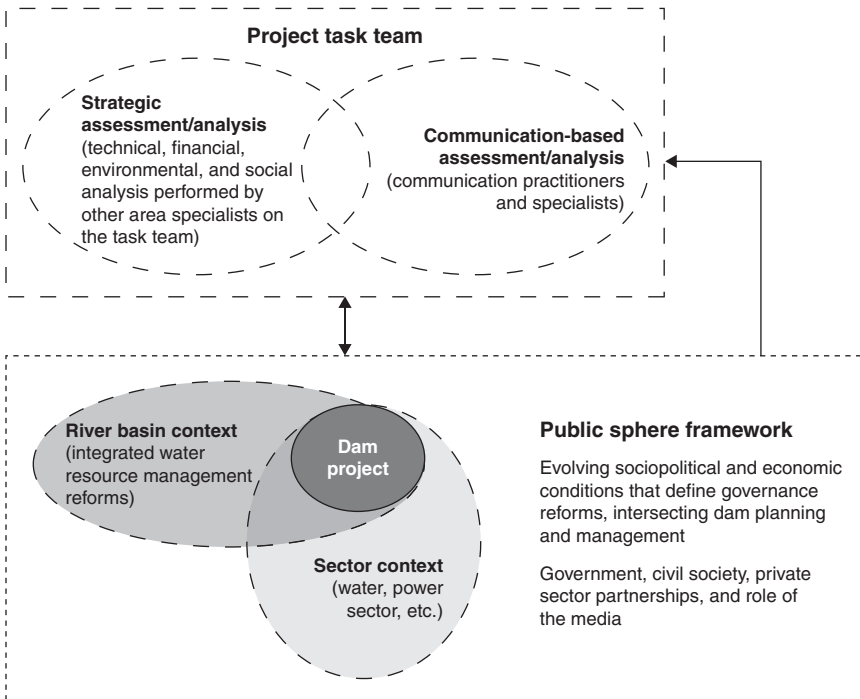 Project task team
Strategic
assessment/analysis
(technical, financial,
environmental, and social
analysis performed by
other area specialists on
the task team)
Communication-based
assessment/analysis
(communication practitioners
and specialists)
River basin context
(integrated water
resource management
reforms)
Dam
project
Sector context
(water, power
sector, etc.)
Public sphere framework
Evolving sociopolitical and economic
conditions that define governance
reforms, intersecting dam planning
and management
Government, civil society, private
sector partnerships, and role of
the media